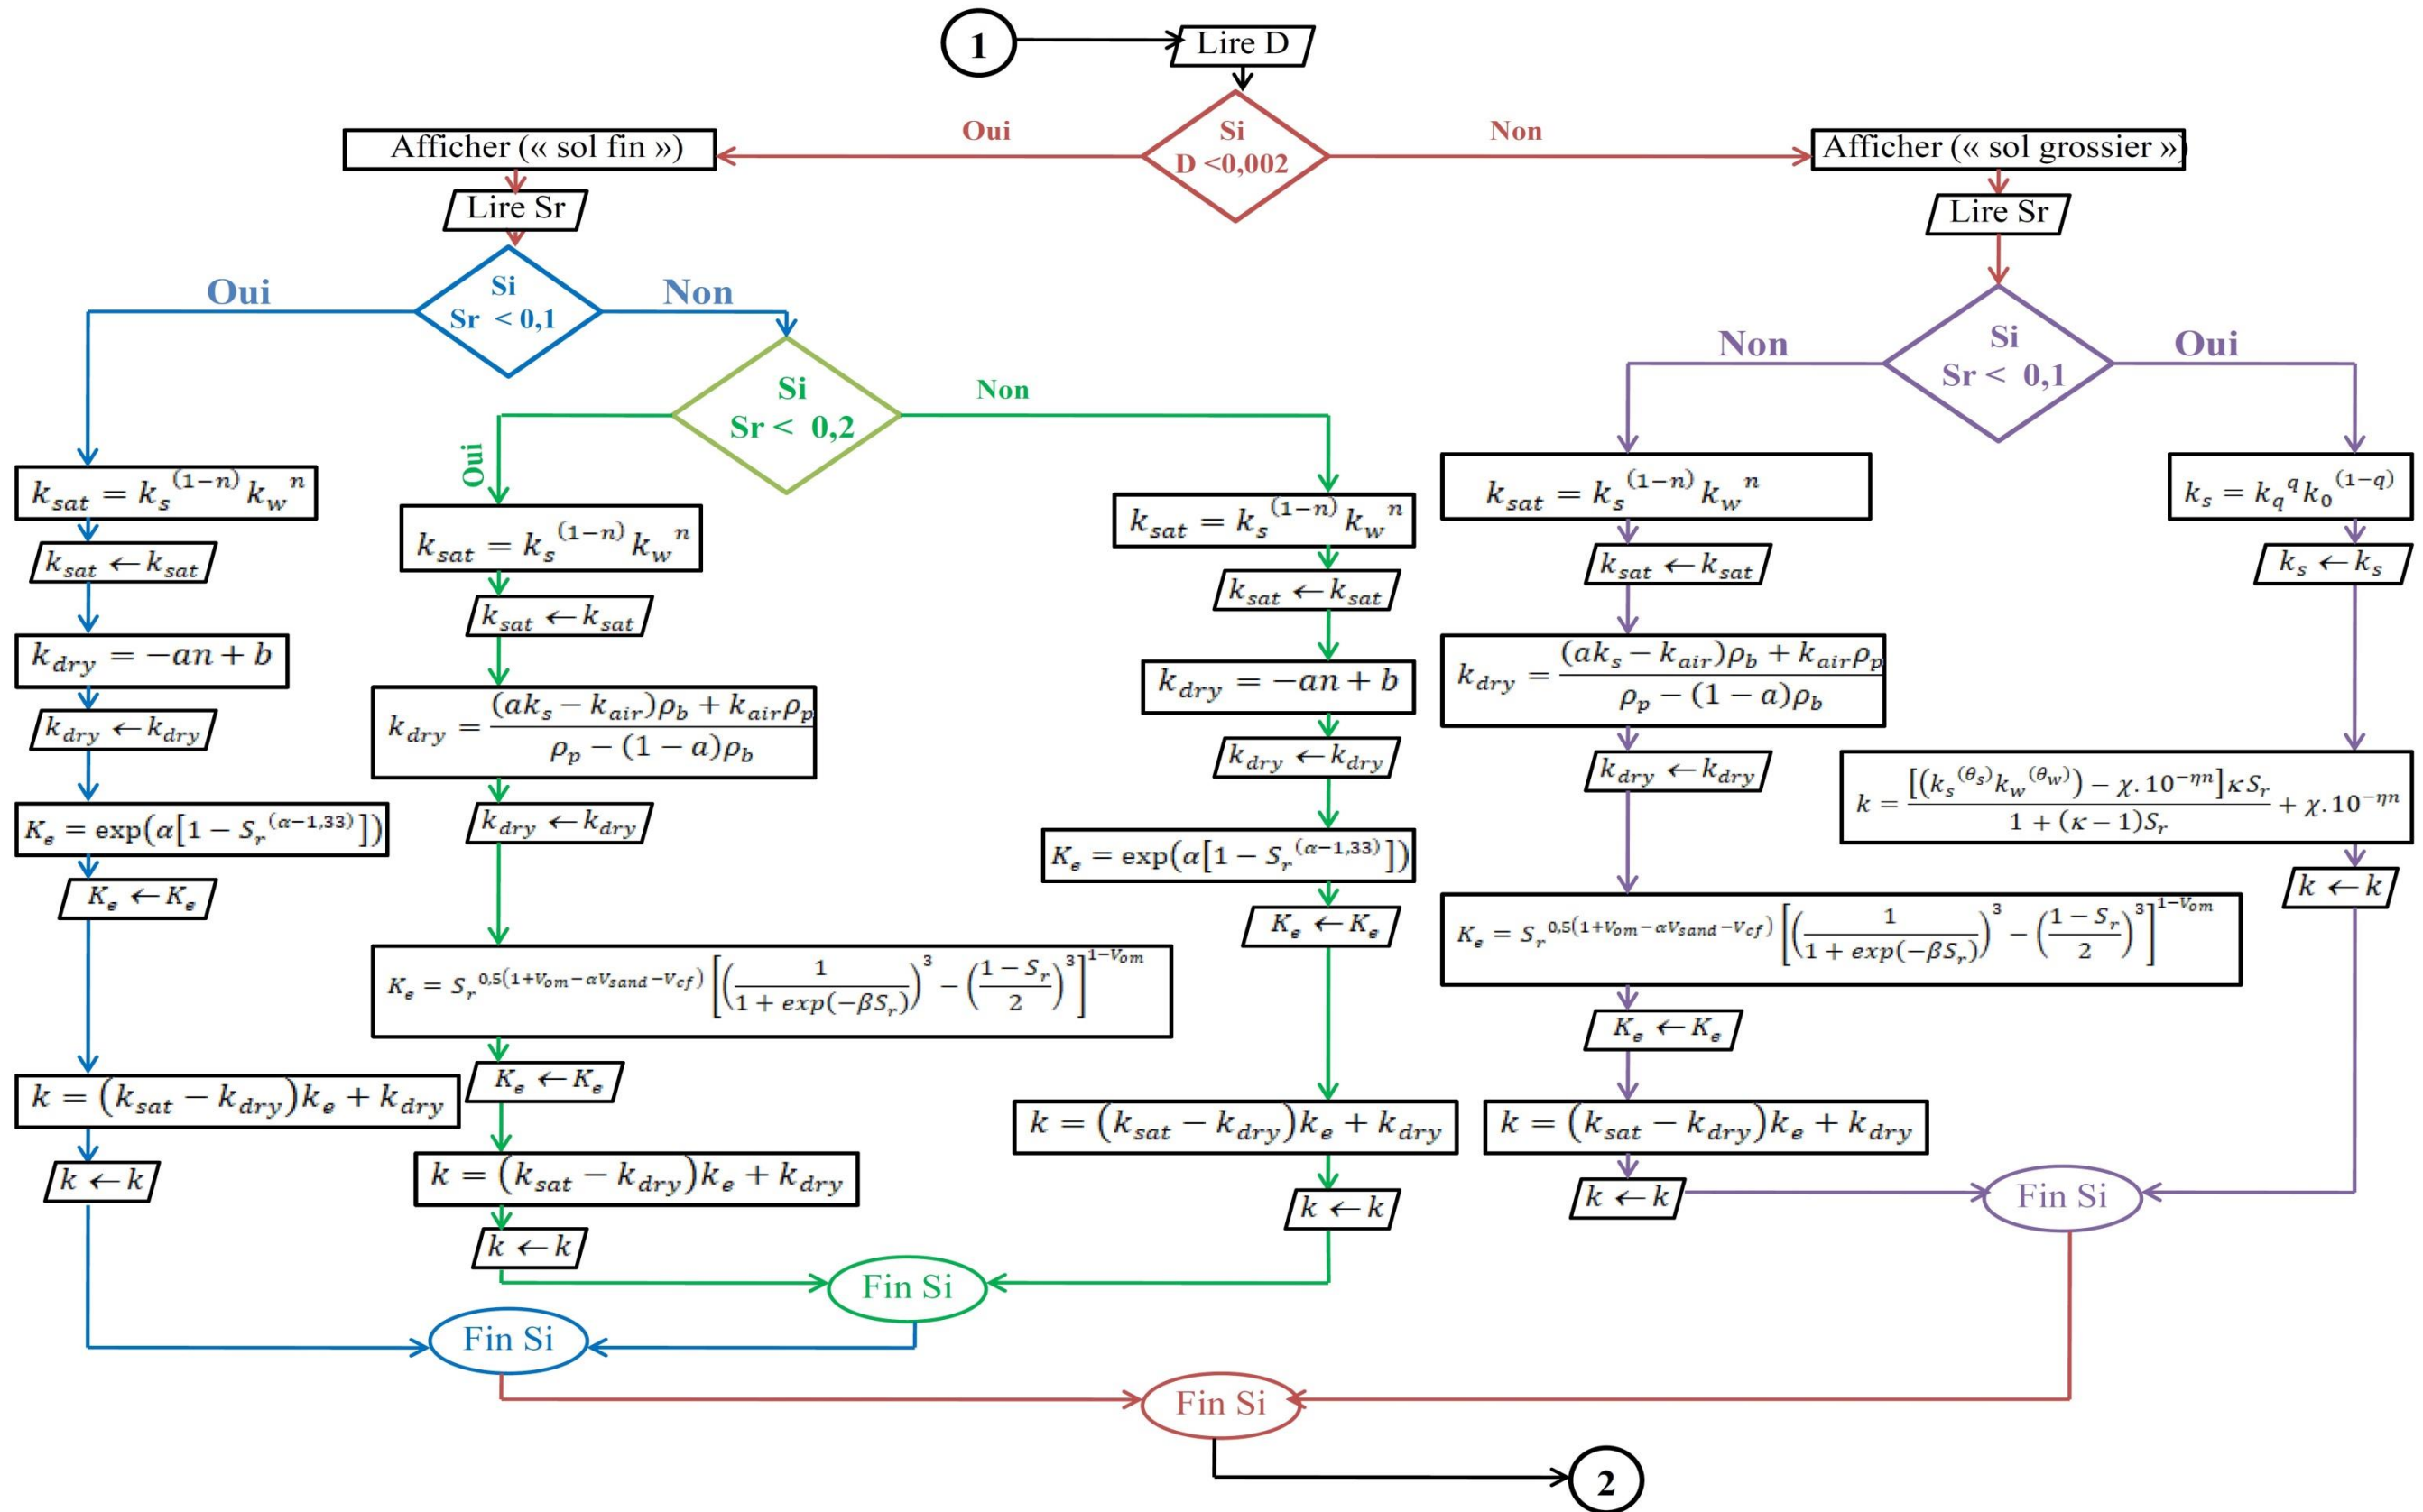 1
Lire D
Si
D <0,002
Oui
Non
Afficher (« sol fin »)
Lire Sr
Si
Sr < 0,1
Oui
Non
k_sat = k_s^(1−n) k_w^n
k_sat ← k_sat
k_dry = −an + b
k_dry ← k_dry
K_e = exp(α[1 − S_r^(α−1,33)])
K_e ← K_e
k = (k_sat − k_dry)k_e + k_dry
k ← k
Si
Sr < 0,2
Oui
Non
k_sat = k_s^(1−n) k_w^n
k_sat ← k_sat
k_dry = ((ak_s − k_air)ρ_b + k_air ρ_p) / (ρ_p − (1 − a)ρ_b)
k_dry ← k_dry
K_e = S_r^(0,5(1+V_om−αV_sand−V_cf)) [(1 / (1 + exp(−βS_r)))^3 − ((1 − S_r) / 2)^3]^(1−V_om)
K_e ← K_e
k = (k_sat − k_dry)k_e + k_dry
k ← k
k_sat = k_s^(1−n) k_w^n
k_sat ← k_sat
k_dry = −an + b
k_dry ← k_dry
K_e = exp(α[1 − S_r^(α−1,33)])
K_e ← K_e
k = (k_sat − k_dry)k_e + k_dry
k ← k
Fin Si
Fin Si
Afficher (« sol grossier »)
Lire Sr
Si
Sr < 0,1
Non
Oui
k_sat = k_s^(1−n) k_w^n
k_sat ← k_sat
k_dry = ((ak_s − k_air)ρ_b + k_air ρ_p) / (ρ_p − (1 − a)ρ_b)
k_dry ← k_dry
K_e = S_r^(0,5(1+V_om−αV_sand−V_cf)) [(1 / (1 + exp(−βS_r)))^3 − ((1 − S_r) / 2)^3]^(1−V_om)
K_e ← K_e
k = (k_sat − k_dry)k_e + k_dry
k ← k
k_s = k_q^q k_0^(1−q)
k_s ← k_s
k = ([(k_s^(θ_s) k_w^(θ_w)) − χ.10^(−ηn)]κS_r) / (1 + (κ − 1)S_r) + χ.10^(−ηn)
k ← k
Fin Si
Fin Si
2